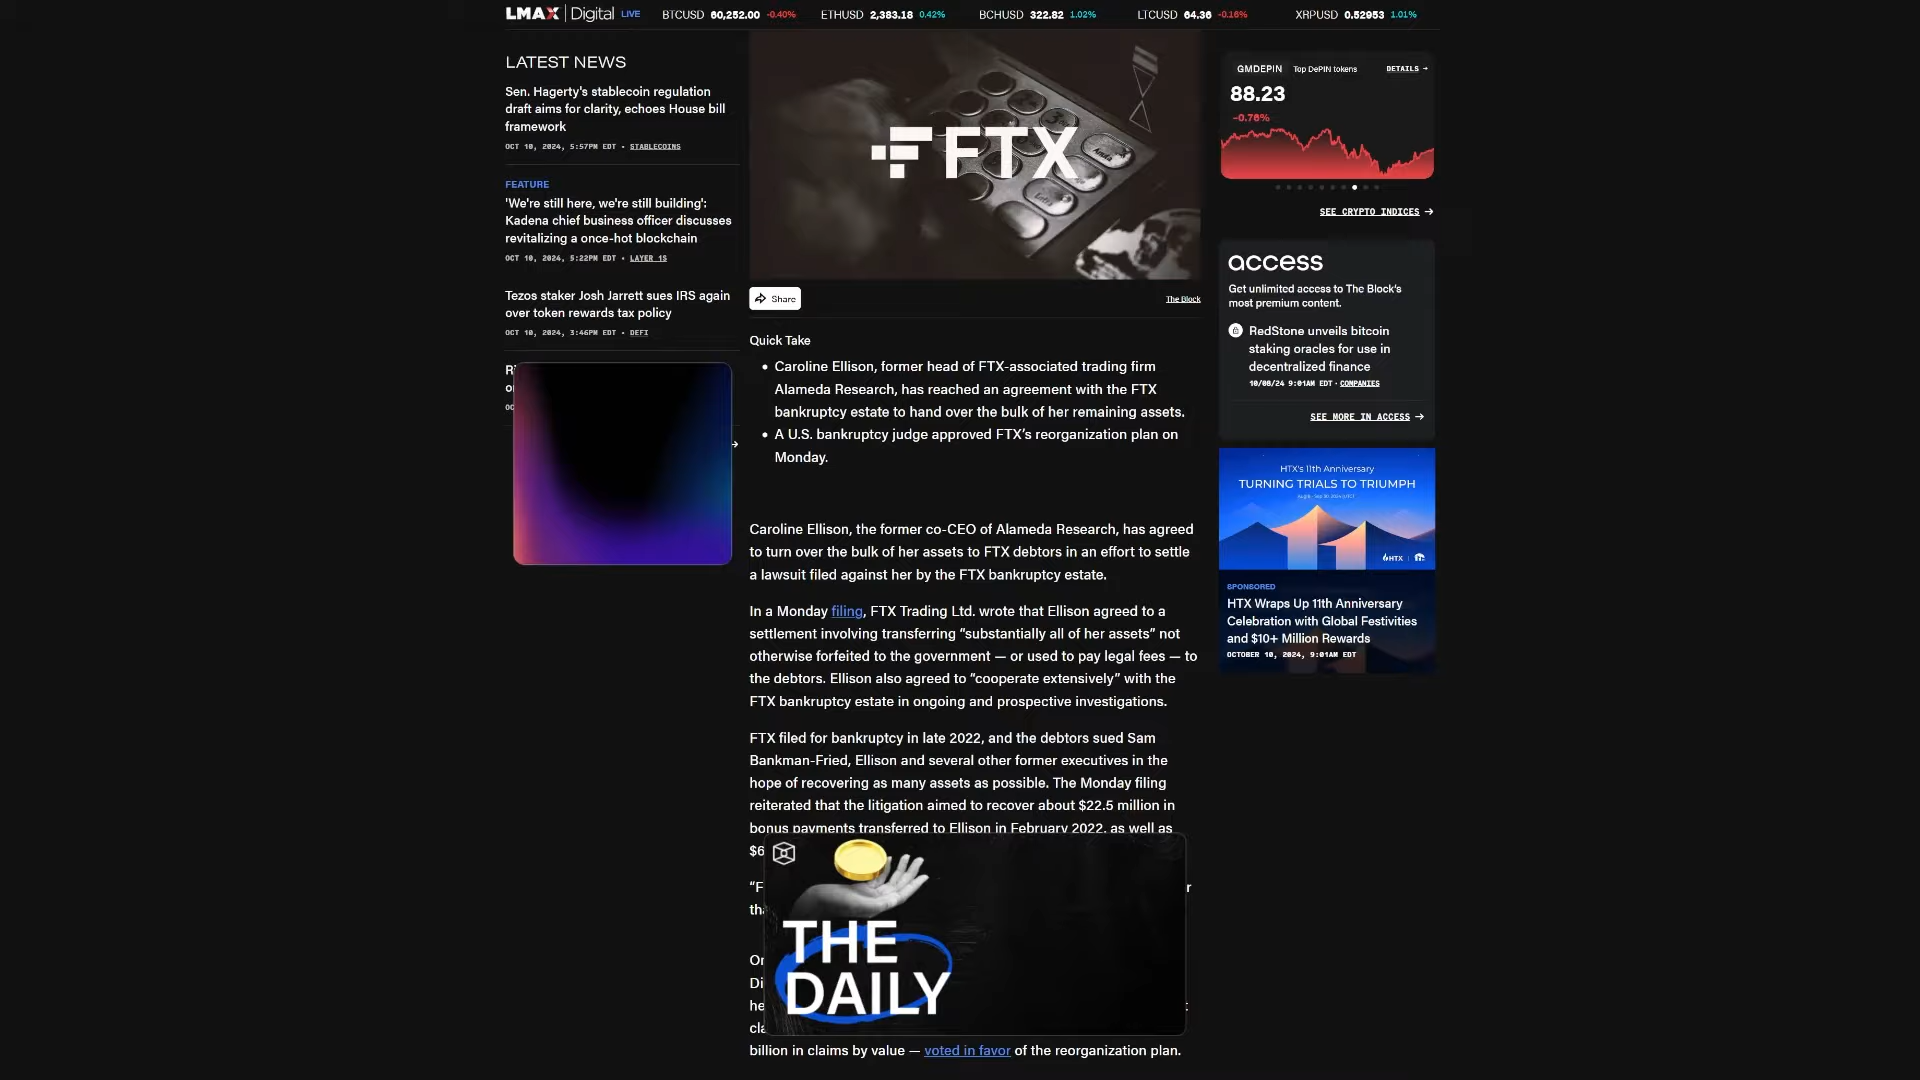 LMAX Digital LIVE BTCUSD 60,252.00 -0.40% ETHUSD 2,383.18 0.42% BCHUSD 322.82 1.02% LTCUSD 64.36 -0.16% XRPUSD 0.52953 1.01%
LATEST NEWS
Sen. Hagerty's stablecoin regulation
draft aims for clarity, echoes House bill
framework
OCT 10, 2024, 5:57PM EDT • STABLECOINS
FEATURE
'We're still here, we're still building':
Kadena chief business officer discusses
revitalizing a once-hot blockchain
OCT 10, 2024, 5:22PM EDT • LAYER 1S
Tezos staker Josh Jarrett sues IRS again
over token rewards tax policy
OCT 10, 2024, 3:46PM EDT • DEFI
FTX
Share
The Block
Quick Take
• Caroline Ellison, former head of FTX-associated trading firm
Alameda Research, has reached an agreement with the FTX
bankruptcy estate to hand over the bulk of her remaining assets.
• A U.S. bankruptcy judge approved FTX’s reorganization plan on
Monday.
Caroline Ellison, the former co-CEO of Alameda Research, has agreed
to turn over the bulk of her assets to FTX debtors in an effort to settle
a lawsuit filed against her by the FTX bankruptcy estate.
In a Monday filing, FTX Trading Ltd. wrote that Ellison agreed to a
settlement involving transferring “substantially all of her assets” not
otherwise forfeited to the government — or used to pay legal fees — to
the debtors. Ellison also agreed to “cooperate extensively” with the
FTX bankruptcy estate in ongoing and prospective investigations.
FTX filed for bankruptcy in late 2022, and the debtors sued Sam
Bankman-Fried, Ellison and several other former executives in the
hope of recovering as many assets as possible. The Monday filing
reiterated that the litigation aimed to recover about $22.5 million in
bonus payments transferred to Ellison in February 2022, as well as
$6
THE
DAILY
billion in claims by value — voted in favor of the reorganization plan.
GMDEPIN Top DePIN tokens DETAILS →
88.23
-0.76%
SEE CRYPTO INDICES →
access
Get unlimited access to The Block's
most premium content.
RedStone unveils bitcoin
staking oracles for use in
decentralized finance
10/08/24 9:01AM EDT • COMPANIES
SEE MORE IN ACCESS →
HTX's 11th Anniversary
TURNING TRIALS TO TRIUMPH
HTX
SPONSORED
HTX Wraps Up 11th Anniversary
Celebration with Global Festivities
and $10+ Million Rewards
OCTOBER 10, 2024, 9:01AM EDT